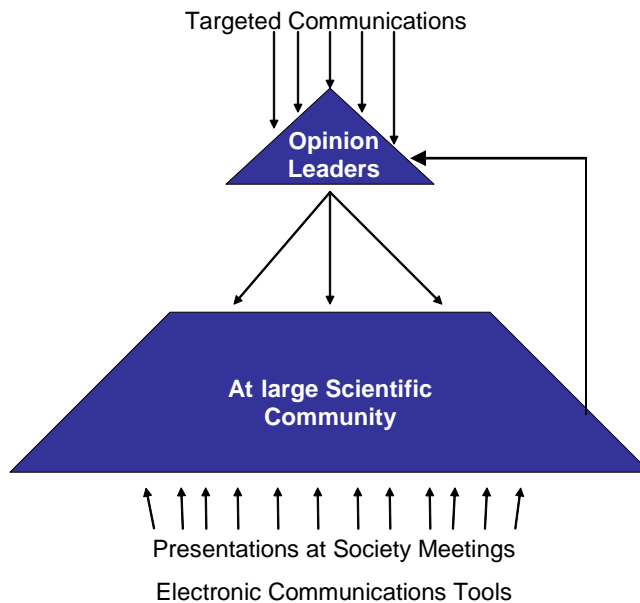 Targeted Communications
Opinion
Leaders
At large Scientific
Community
Presentations at Society Meetings
Electronic Communications Tools